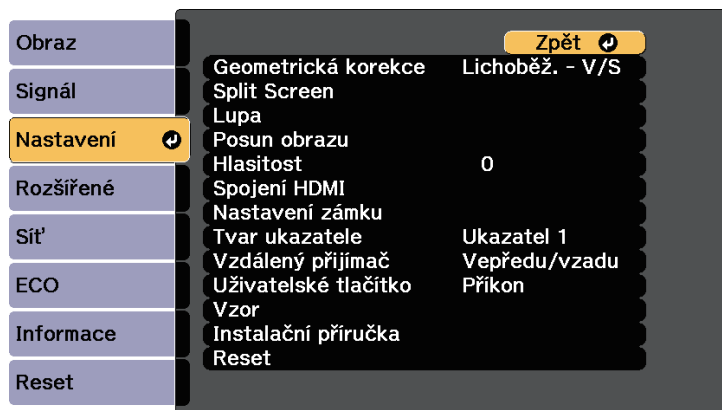 Obraz
Signál
Nastavení
Rozšířené
Síť
ECO
Informace
Reset
Zpět
Geometrická korekce Lichoběž. - V/S
Split Screen
Lupa
Posun obrazu
Hlasitost 0
Spojení HDMI
Nastavení zámku
Tvar ukazatele Ukazatel 1
Vzdálený přijímač Vepředu/vzadu
Uživatelské tlačítko Příkon
Vzor
Instalační příručka
Reset